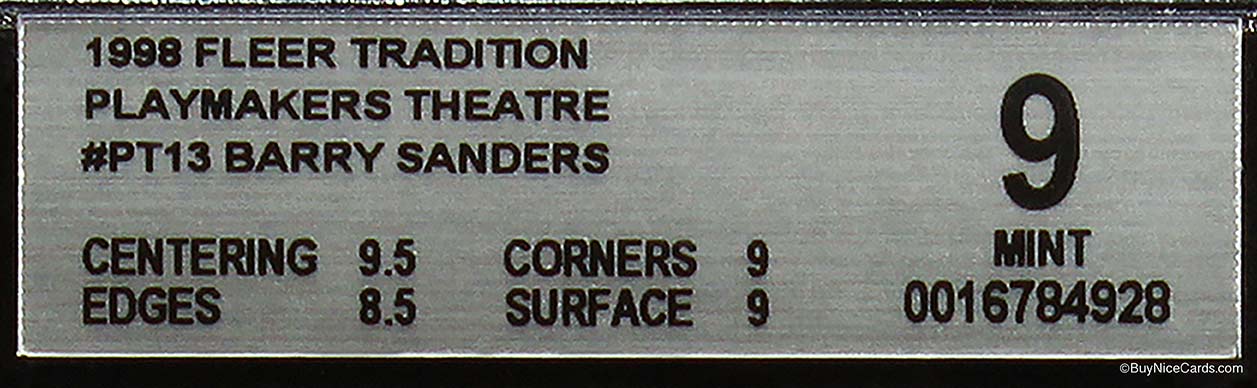 1998 FLEER TRADITION
PLAYMAKERS THEATRE
#PT13 BARRY SANDERS
9
MINT
0016784928
CENTERING 9.5 CORNERS 9
EDGES 8.5 SURFACE 9
©BuyNiceCards.com